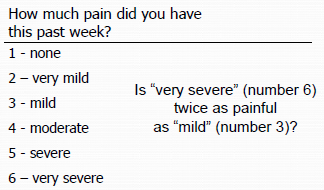 How much pain did you have
this past week?
1 - none
2 – very mild
3 - mild
4 - moderate
5 - severe
6 – very severe
Is “very severe” (number 6)
twice as painful
as “mild” (number 3)?